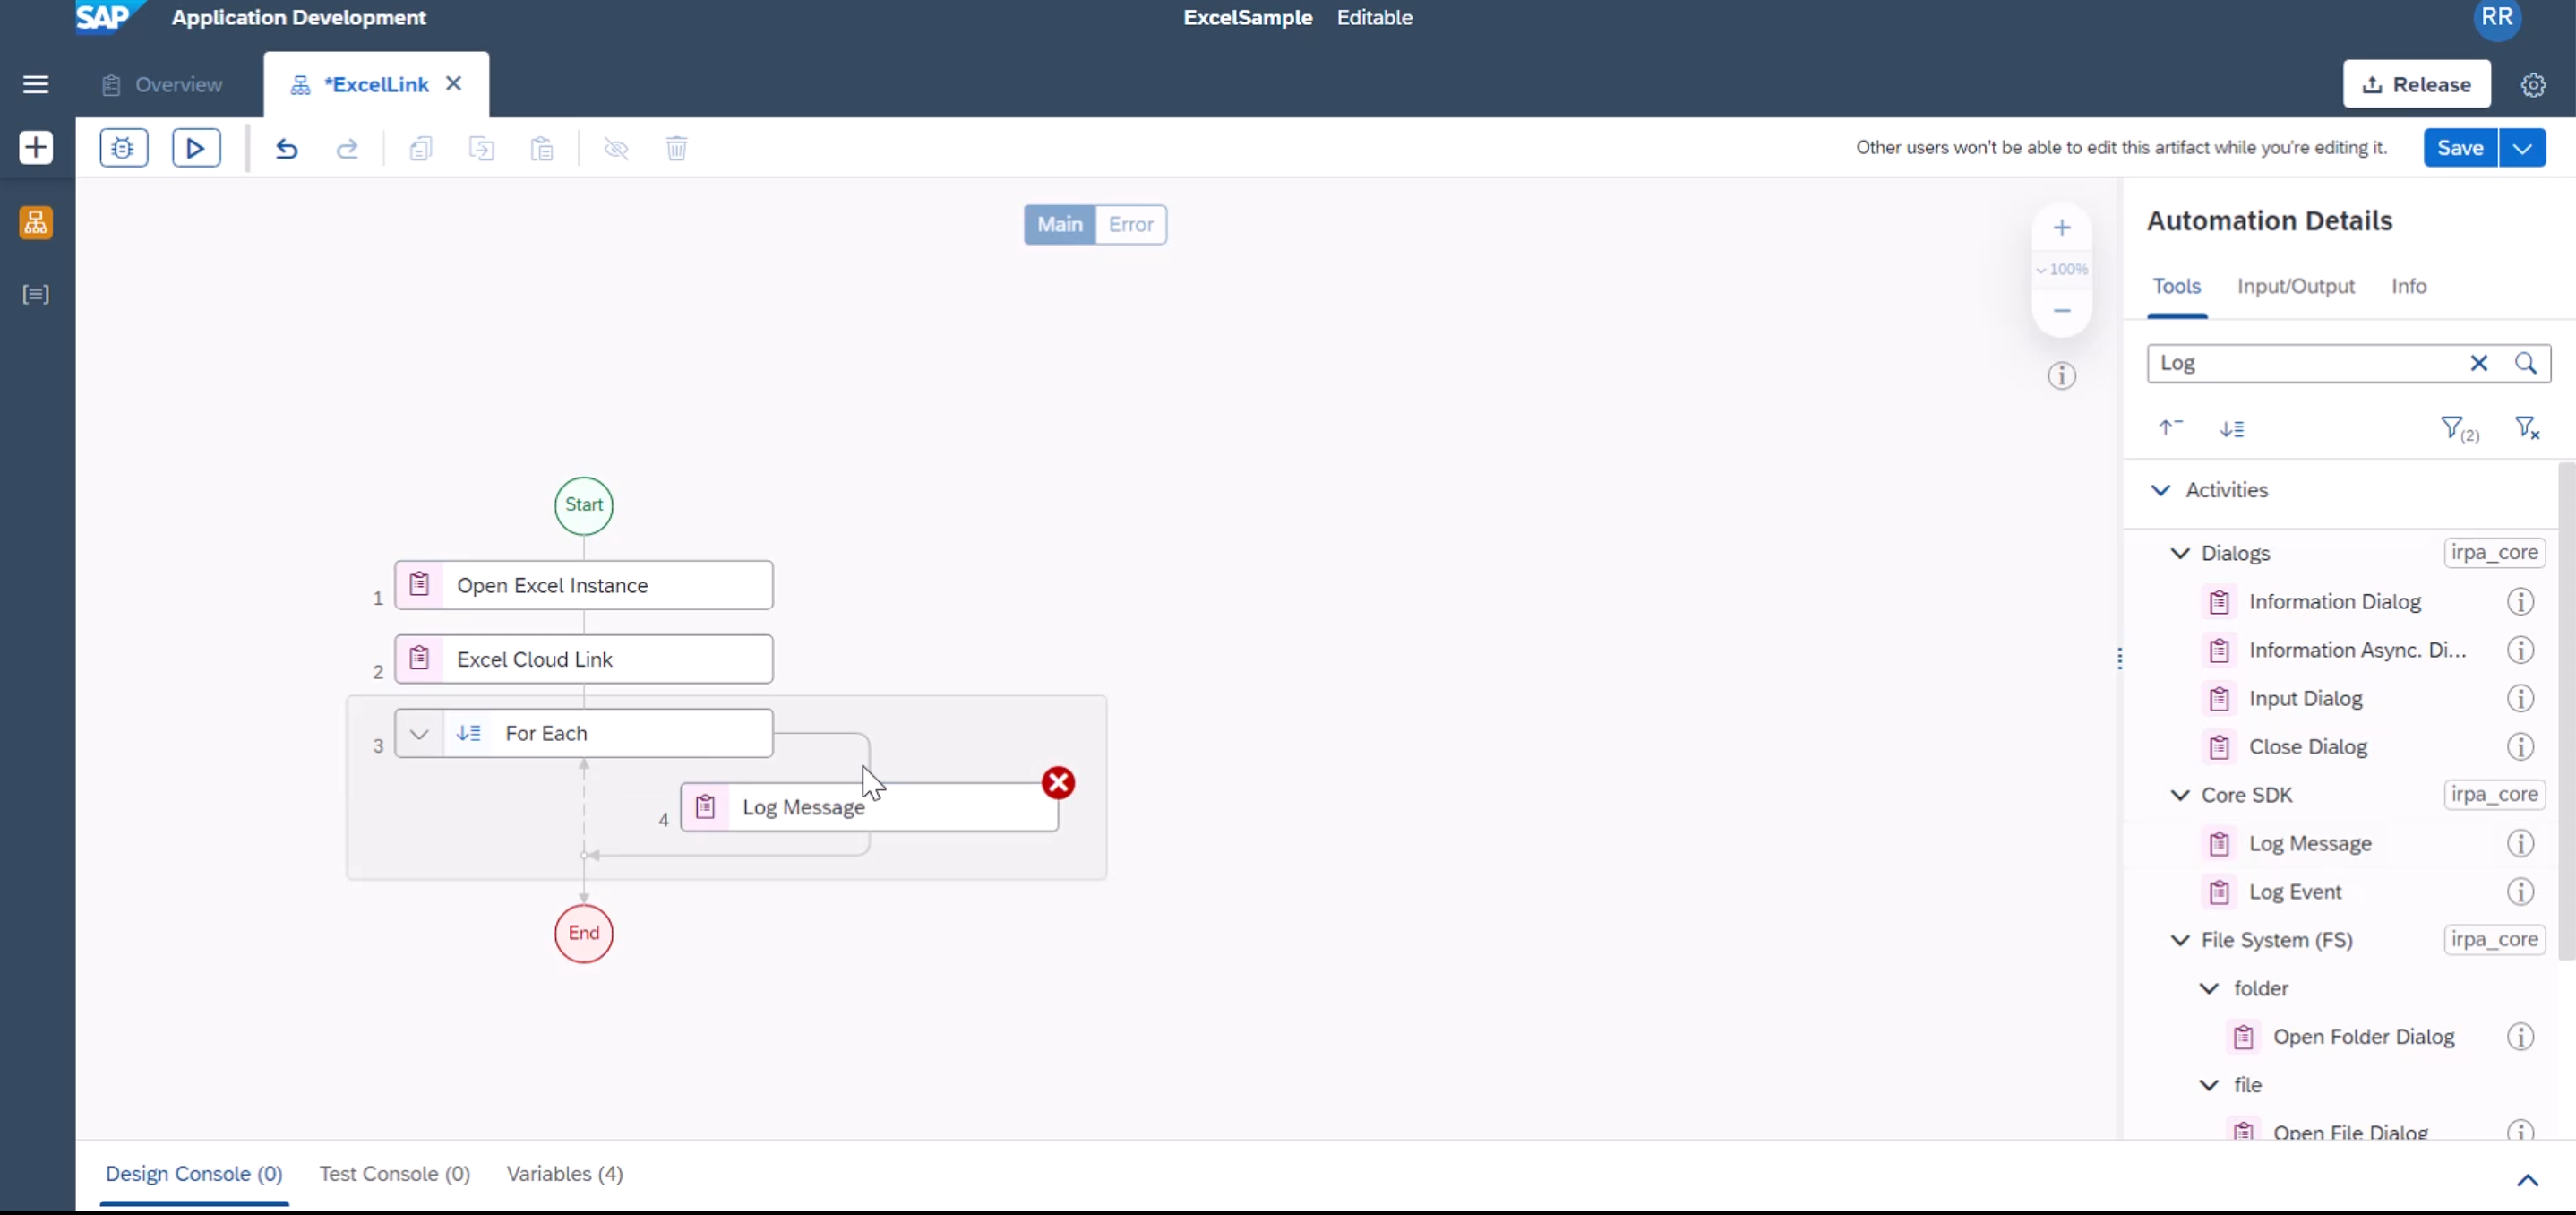 SAP Application Development ExcelSample Editable RR
Overview *ExcelLink Release
Other users won't be able to edit this artifact while you're editing it. Save
Main Error
100%
Automation Details
Tools Input/Output Info
Log
(2)
Activities
Dialogs irpa_core
Information Dialog
Information Async. Di...
Input Dialog
Close Dialog
Core SDK irpa_core
Log Message
Log Event
File System (FS) irpa_core
folder
Open Folder Dialog
file
Open File Dialog
Start
1 Open Excel Instance
2 Excel Cloud Link
3 For Each
4 Log Message
End
Design Console (0) Test Console (0) Variables (4)